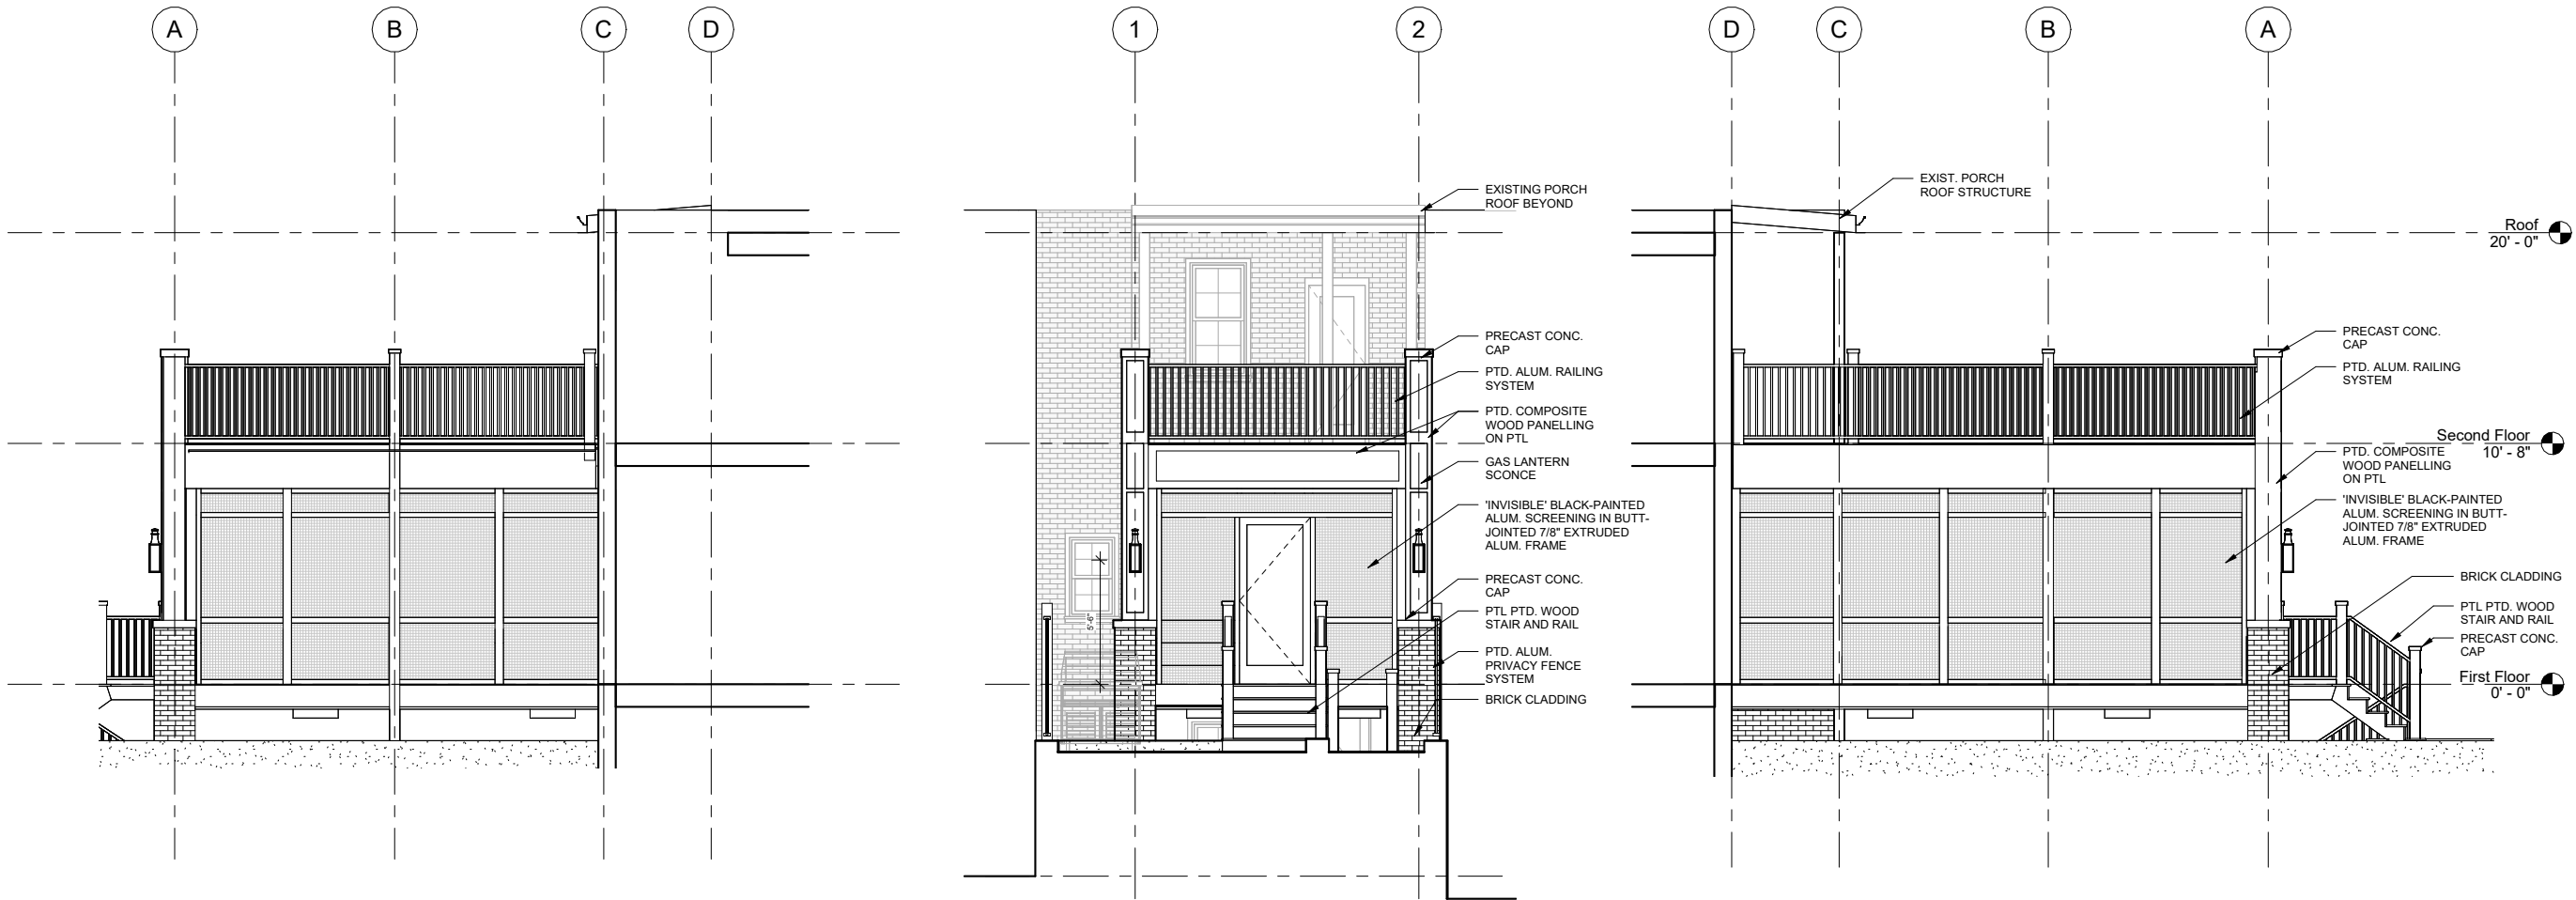 A
B
C
D
1
2
D
C
B
A
EXISTING PORCH
ROOF BEYOND
PRECAST CONC.
CAP
PTD. ALUM. RAILING
SYSTEM
PTD. COMPOSITE
WOOD PANELLING
ON PTL
GAS LANTERN
SCONCE
'INVISIBLE' BLACK-PAINTED
ALUM. SCREENING IN BUTT-
JOINTED 7/8" EXTRUDED
ALUM. FRAME
PRECAST CONC.
CAP
PTL PTD. WOOD
STAIR AND RAIL
PTD. ALUM.
PRIVACY FENCE
SYSTEM
BRICK CLADDING
5'-6"
EXIST. PORCH
ROOF STRUCTURE
Roof
20' - 0"
PRECAST CONC.
CAP
PTD. ALUM. RAILING
SYSTEM
Second Floor
10' - 8"
PTD. COMPOSITE
WOOD PANELLING
ON PTL
'INVISIBLE' BLACK-PAINTED
ALUM. SCREENING IN BUTT-
JOINTED 7/8" EXTRUDED
ALUM. FRAME
BRICK CLADDING
PTL PTD. WOOD
STAIR AND RAIL
PRECAST CONC.
CAP
First Floor
0' - 0"